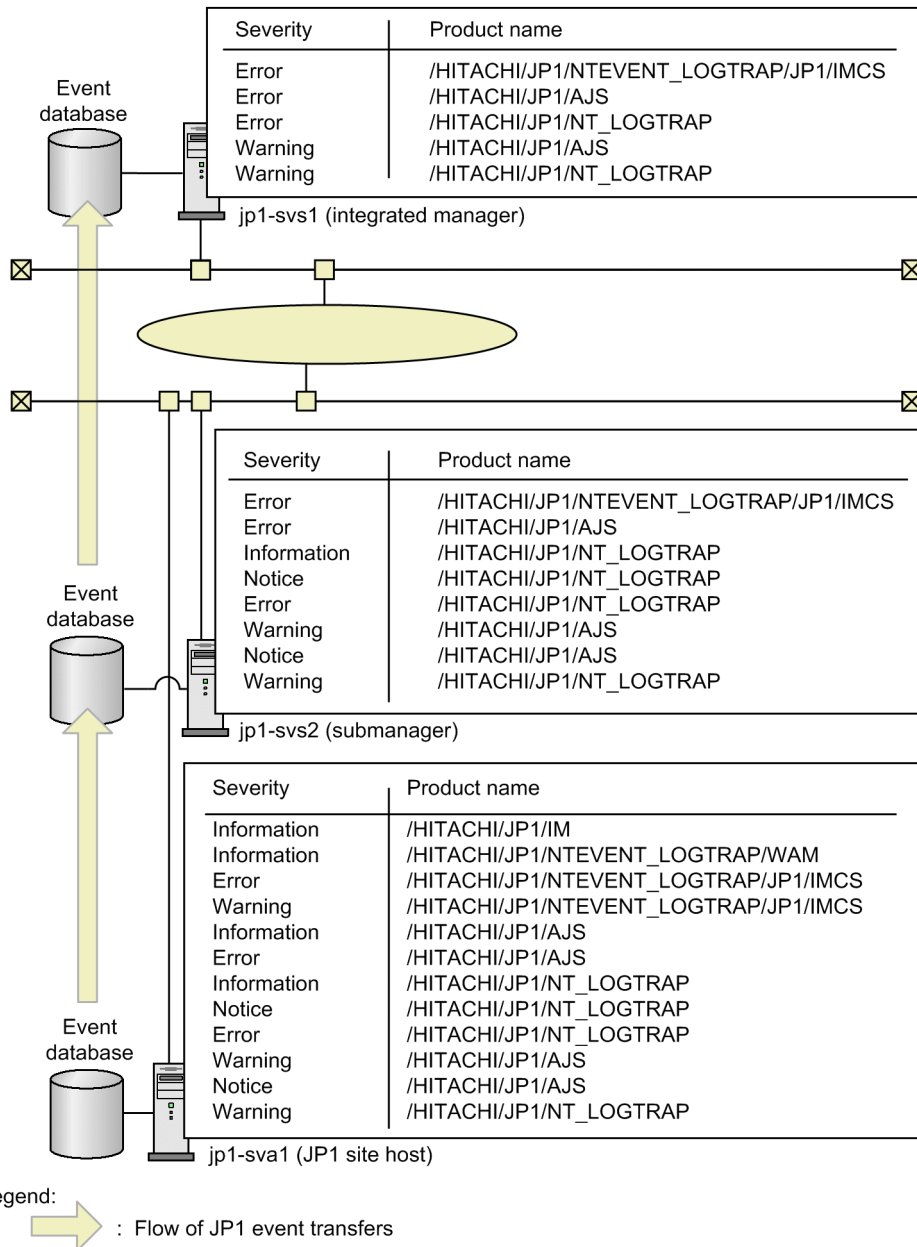 Severity Product name
Error /HITACHI/JP1/NTEVENT_LOGTRAP/JP1/IMCS
Error /HITACHI/JP1/AJS
Error /HITACHI/JP1/NT_LOGTRAP
Warning /HITACHI/JP1/AJS
Warning /HITACHI/JP1/NT_LOGTRAP
Event
database
jp1-svs1 (integrated manager)
Severity Product name
Error /HITACHI/JP1/NTEVENT_LOGTRAP/JP1/IMCS
Error /HITACHI/JP1/AJS
Information /HITACHI/JP1/NT_LOGTRAP
Notice /HITACHI/JP1/NT_LOGTRAP
Error /HITACHI/JP1/NT_LOGTRAP
Warning /HITACHI/JP1/AJS
Notice /HITACHI/JP1/AJS
Warning /HITACHI/JP1/NT_LOGTRAP
Event
database
jp1-svs2 (submanager)
Severity Product name
Information /HITACHI/JP1/IM
Information /HITACHI/JP1/NTEVENT_LOGTRAP/WAM
Error /HITACHI/JP1/NTEVENT_LOGTRAP/JP1/IMCS
Warning /HITACHI/JP1/NTEVENT_LOGTRAP/JP1/IMCS
Information /HITACHI/JP1/AJS
Error /HITACHI/JP1/AJS
Information /HITACHI/JP1/NT_LOGTRAP
Notice /HITACHI/JP1/NT_LOGTRAP
Error /HITACHI/JP1/NT_LOGTRAP
Warning /HITACHI/JP1/AJS
Notice /HITACHI/JP1/AJS
Warning /HITACHI/JP1/NT_LOGTRAP
Event
database
jp1-sva1 (JP1 site host)
egend:
: Flow of JP1 event transfers